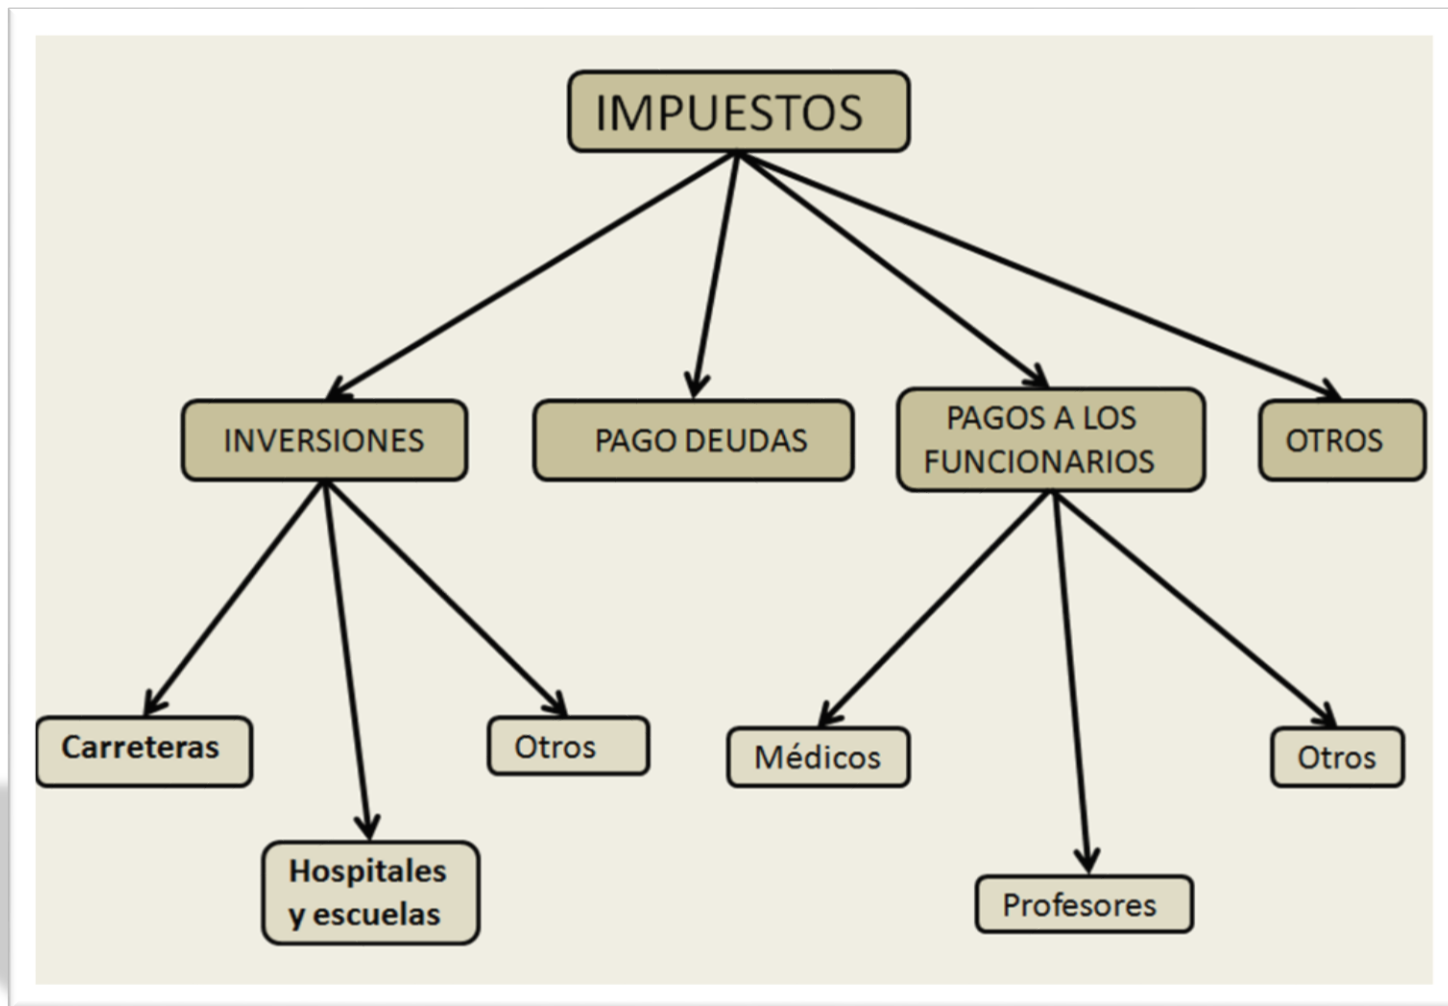 IMPUESTOS
INVERSIONES
PAGO DEUDAS
PAGOS A LOS
FUNCIONARIOS
OTROS
Carreteras
Hospitales
y escuelas
Otros
Médicos
Profesores
Otros